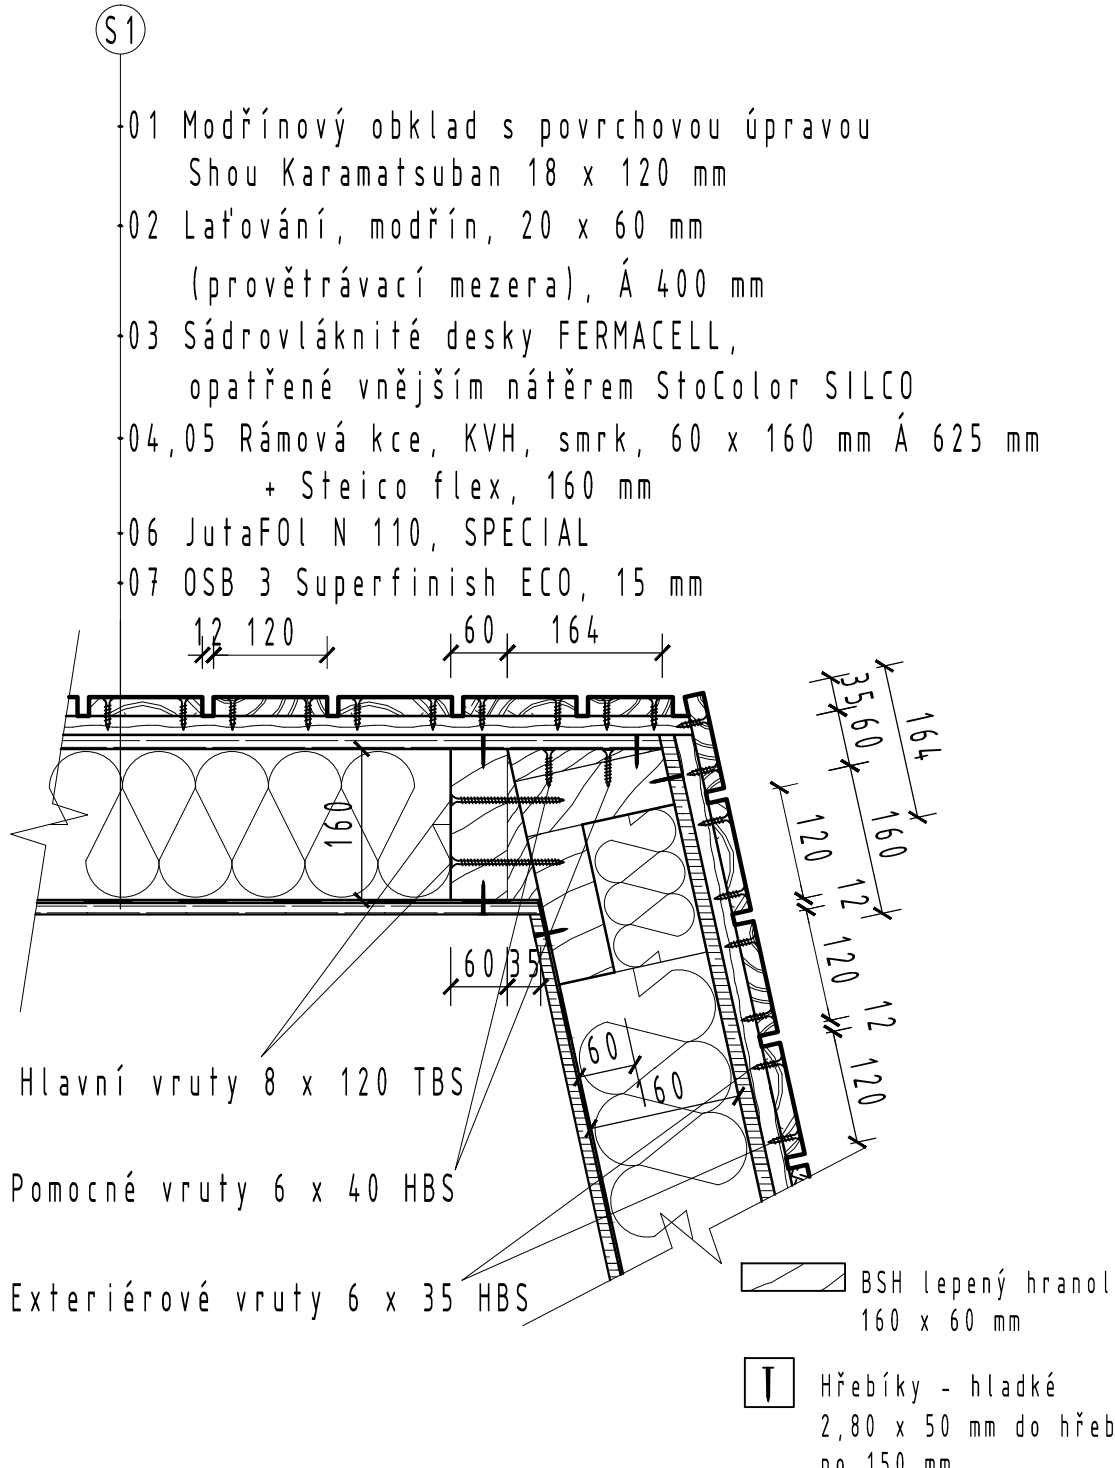 S1
01 Modřínový obklad s povrchovou úpravou
Shou Karamatsuban 18 x 120 mm
02 Laťování, modřín, 20 x 60 mm
(provětrávací mezera), Á 400 mm
03 Sádrovláknité desky FERMACELL,
opatřené vnějším nátěrem StoColor SILCO
04,05 Rámová kce, KVH, smrk, 60 x 160 mm Á 625 mm
+ Steico flex, 160 mm
06 JutaFOl N 110, SPECIAL
07 OSB 3 Superfinish ECO, 15 mm
12 120
60 164
35
60
164
160
160
120
12
120
12
120
60 35
60
160
Hlavní vruty 8 x 120 TBS
Pomocné vruty 6 x 40 HBS
Exteriérové vruty 6 x 35 HBS
BSH lepený hranol
160 x 60 mm
Hřebíky - hladké
2,80 x 50 mm do hřeb
po 150 mm